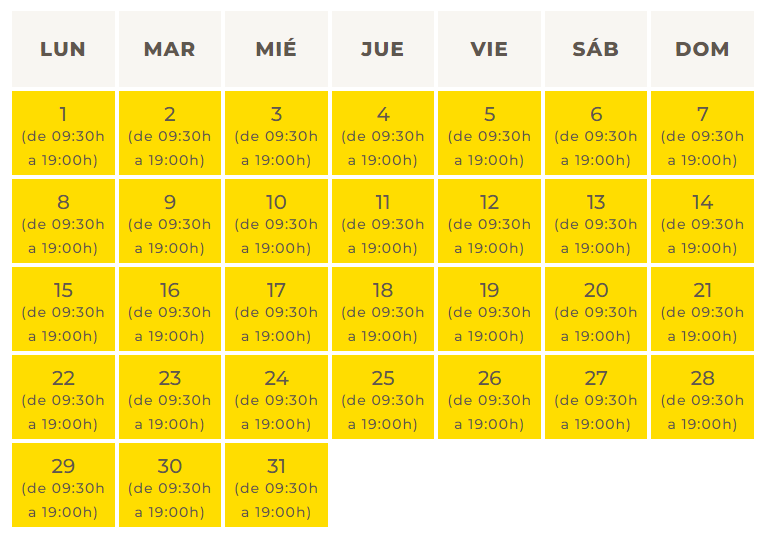 LUN MAR MIÉ JUE VIE SÁB DOM
1 2 3 4 5 6 7
(de 09:30h (de 09:30h (de 09:30h (de 09:30h (de 09:30h (de 09:30h (de 09:30h
a 19:00h) a 19:00h) a 19:00h) a 19:00h) a 19:00h) a 19:00h) a 19:00h)
8 9 10 11 12 13 14
(de 09:30h (de 09:30h (de 09:30h (de 09:30h (de 09:30h (de 09:30h (de 09:30h
a 19:00h) a 19:00h) a 19:00h) a 19:00h) a 19:00h) a 19:00h) a 19:00h)
15 16 17 18 19 20 21
(de 09:30h (de 09:30h (de 09:30h (de 09:30h (de 09:30h (de 09:30h (de 09:30h
a 19:00h) a 19:00h) a 19:00h) a 19:00h) a 19:00h) a 19:00h) a 19:00h)
22 23 24 25 26 27 28
(de 09:30h (de 09:30h (de 09:30h (de 09:30h (de 09:30h (de 09:30h (de 09:30h
a 19:00h) a 19:00h) a 19:00h) a 19:00h) a 19:00h) a 19:00h) a 19:00h)
29 30 31
(de 09:30h (de 09:30h (de 09:30h
a 19:00h) a 19:00h) a 19:00h)